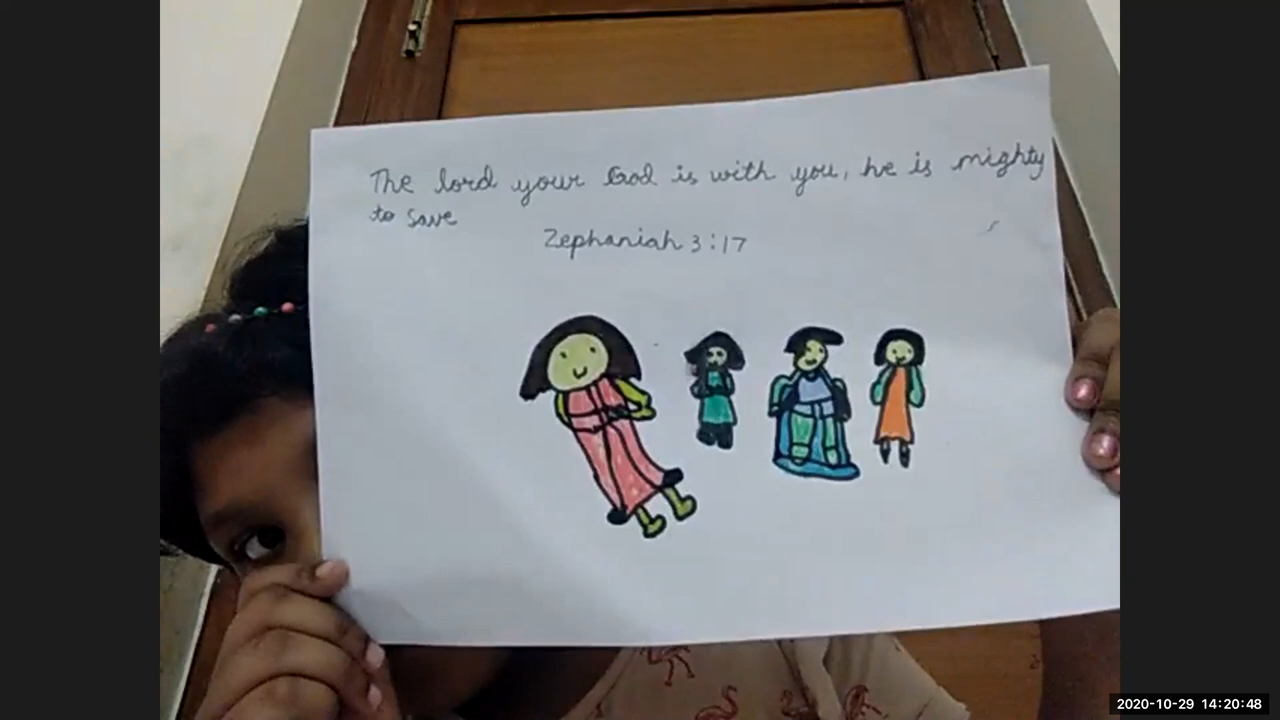 The lord your God is with you, he is mighty
to save
Zephaniah 3:17
2020-10-29 14:20:48